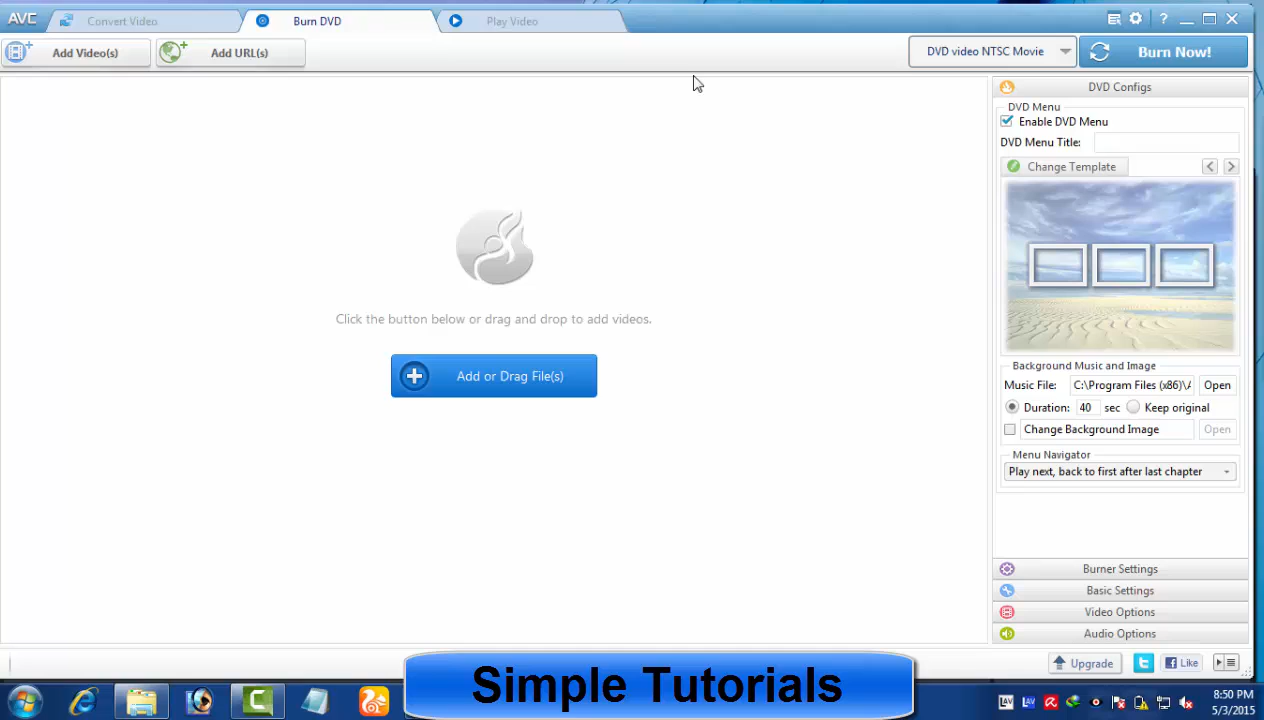 AVC
Convert Video
Burn DVD
Play Video
?
Add Video(s)
Add URL(s)
DVD video NTSC Movie
Burn Now!
DVD Configs
DVD Menu
Enable DVD Menu
DVD Menu Title:
Change Template
Click the button below or drag and drop to add videos.
Add or Drag File(s)
Background Music and Image
Music File: C:\Program Files (x86)\A Open
Duration: 40 sec Keep original
Change Background Image Open
Menu Navigator
Play next, back to first after last chapter
Burner Settings
Basic Settings
Video Options
Audio Options
Upgrade
Like
Simple Tutorials
LAV
LAV
8:50 PM
5/3/2015